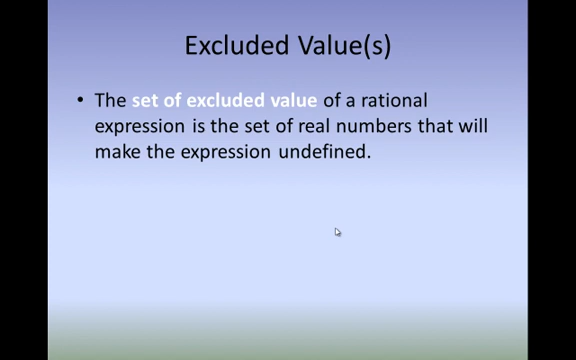 Excluded Value(s)
• The set of excluded value of a rational
expression is the set of real numbers that will
make the expression undefined.